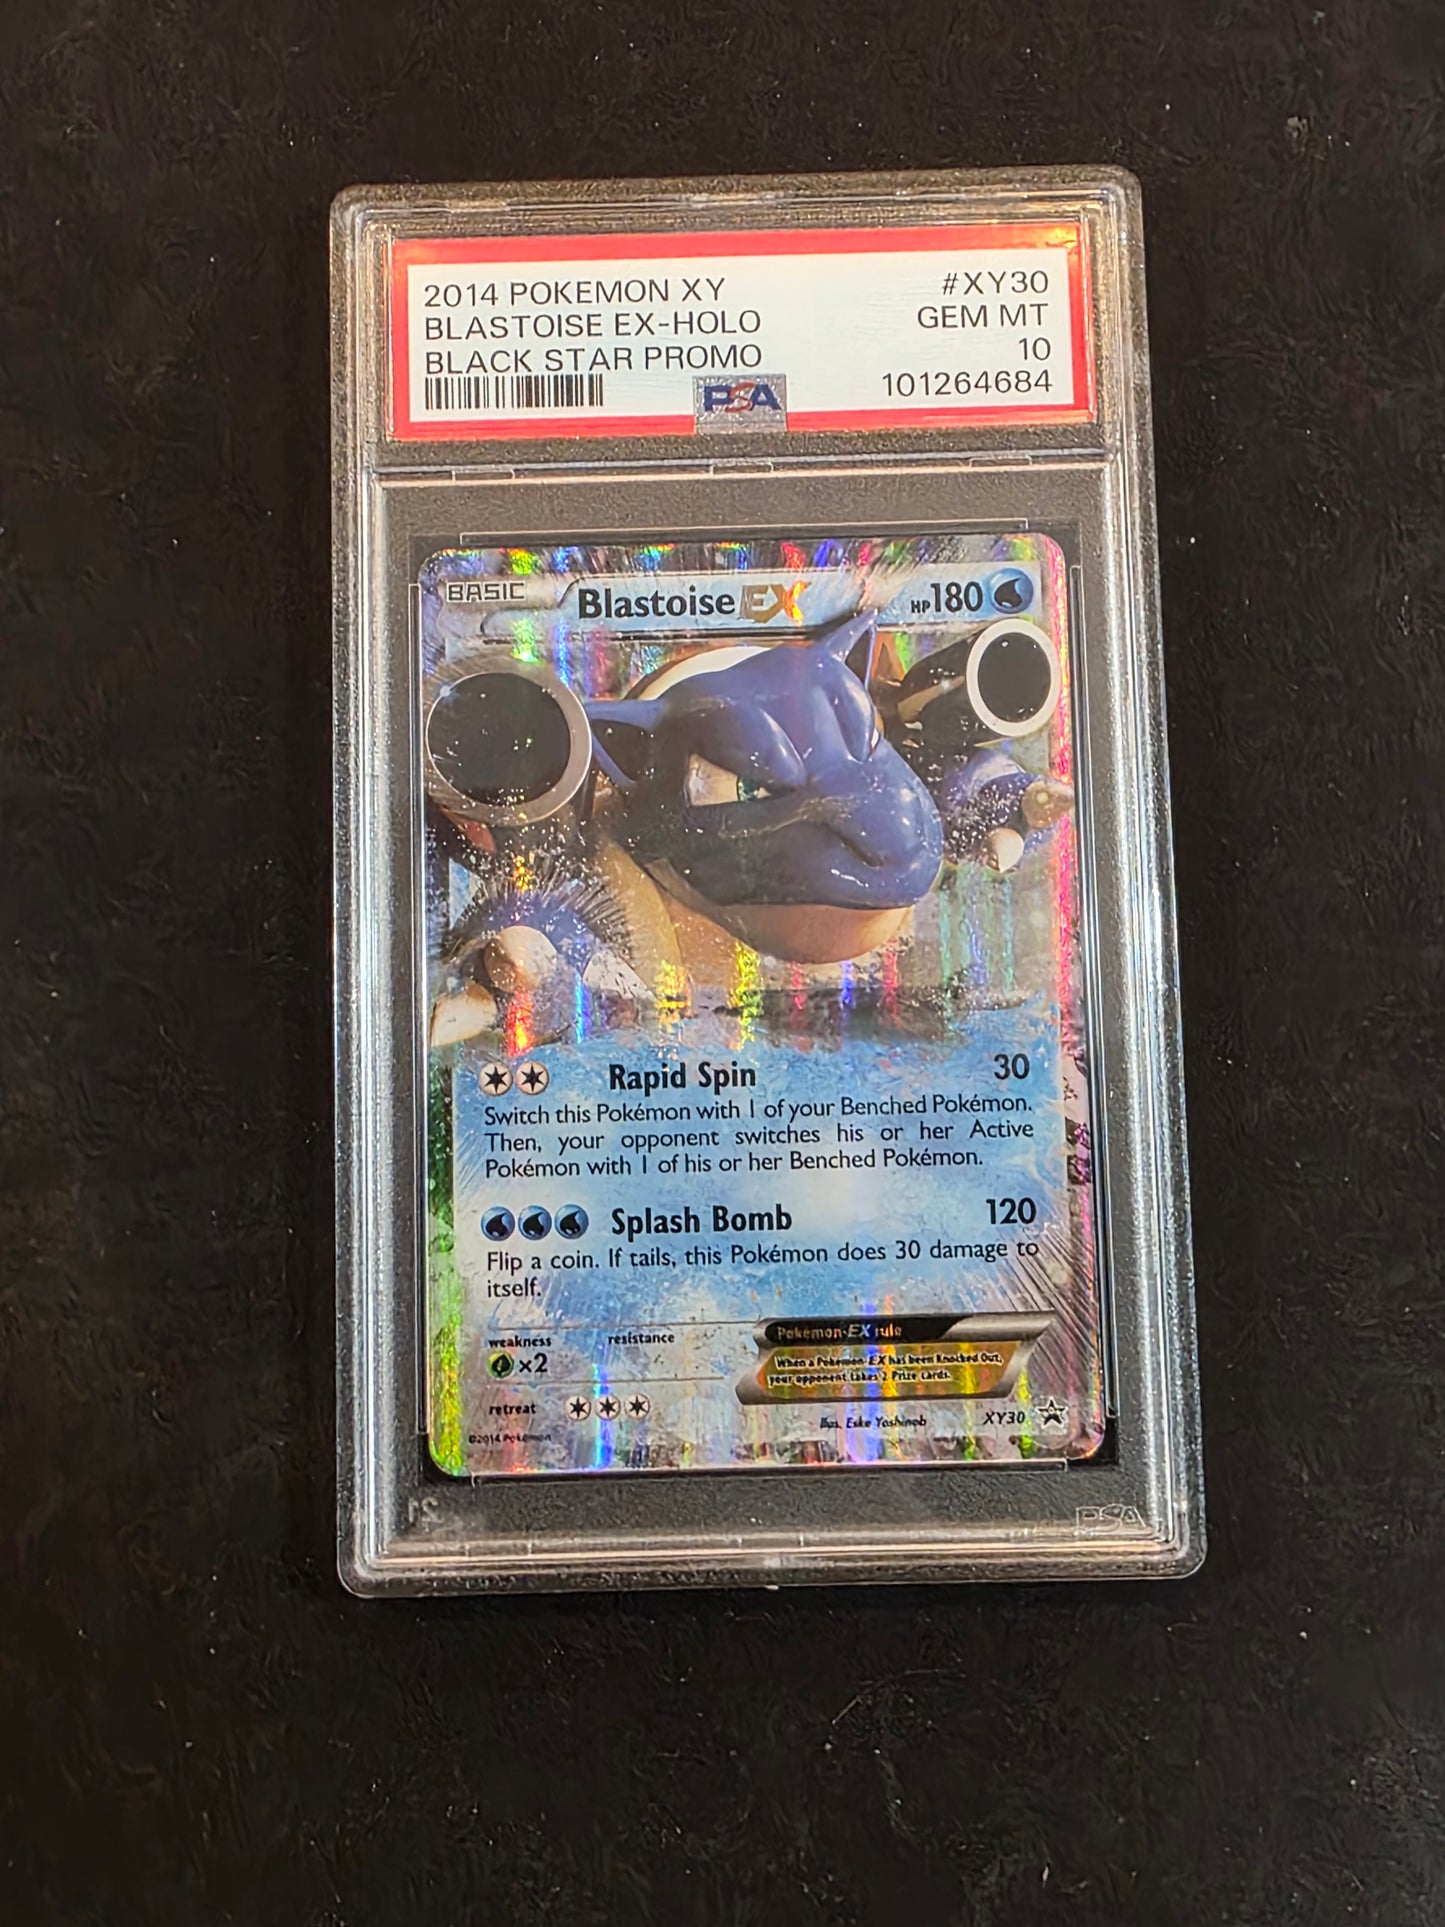 2014 POKEMON XY #XY30
BLASTOISE EX-HOLO GEM MT
BLACK STAR PROMO 10
101264684
PSA
BASIC Blastoise EX HP180
Rapid Spin 30
Switch this Pokémon with 1 of your Benched Pokémon.
Then, your opponent switches his or her Active
Pokémon with 1 of his or her Benched Pokémon.
Splash Bomb 120
Flip a coin. If tails, this Pokémon does 30 damage to
itself.
weakness resistance
×2
Pokémon-EX rule
When a Pokémon-EX has been Knocked Out,
your opponent takes 2 Prize cards.
retreat
Illus. Eske Yoshinob XY30
©2014 Pokémon
PSA